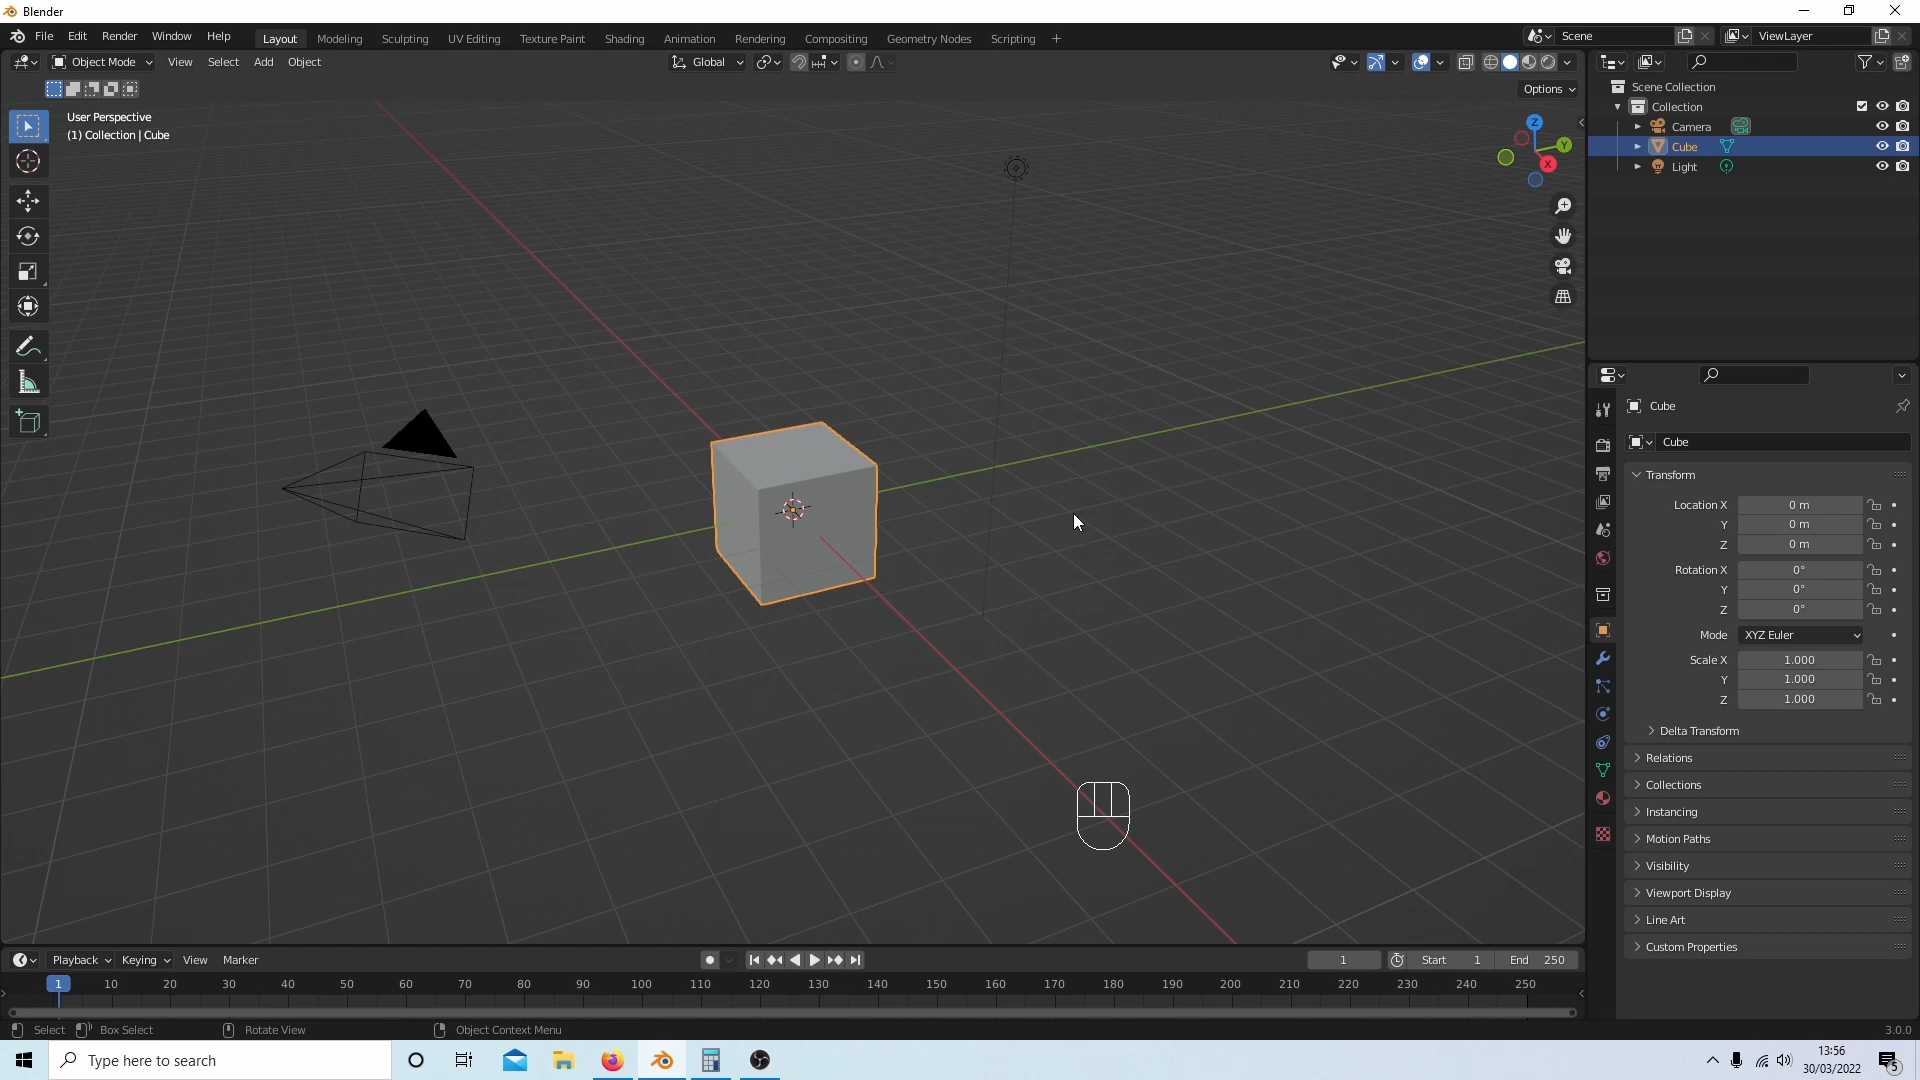 Blender
File Edit Render Window Help Layout Modeling Sculpting UV Editing Texture Paint Shading Animation Rendering Compositing Geometry Nodes Scripting + Scene ViewLayer
Object Mode View Select Add Object Global
Options
User Perspective
(1) Collection | Cube
Z
Y
X
Scene Collection
Collection
Camera
Cube
Light
Cube
Cube
Transform
Location X 0 m
Y 0 m
Z 0 m
Rotation X 0°
Y 0°
Z 0°
Mode XYZ Euler
Scale X 1.000
Y 1.000
Z 1.000
Delta Transform
Relations
Collections
Instancing
Motion Paths
Visibility
Viewport Display
Line Art
Custom Properties
Playback Keying View Marker 1 Start 1 End 250
1 10 20 30 40 50 60 70 80 90 100 110 120 130 140 150 160 170 180 190 200 210 220 230 240 250
Select Box Select Rotate View Object Context Menu 3.0.0
Type here to search
13:56
30/03/2022
5